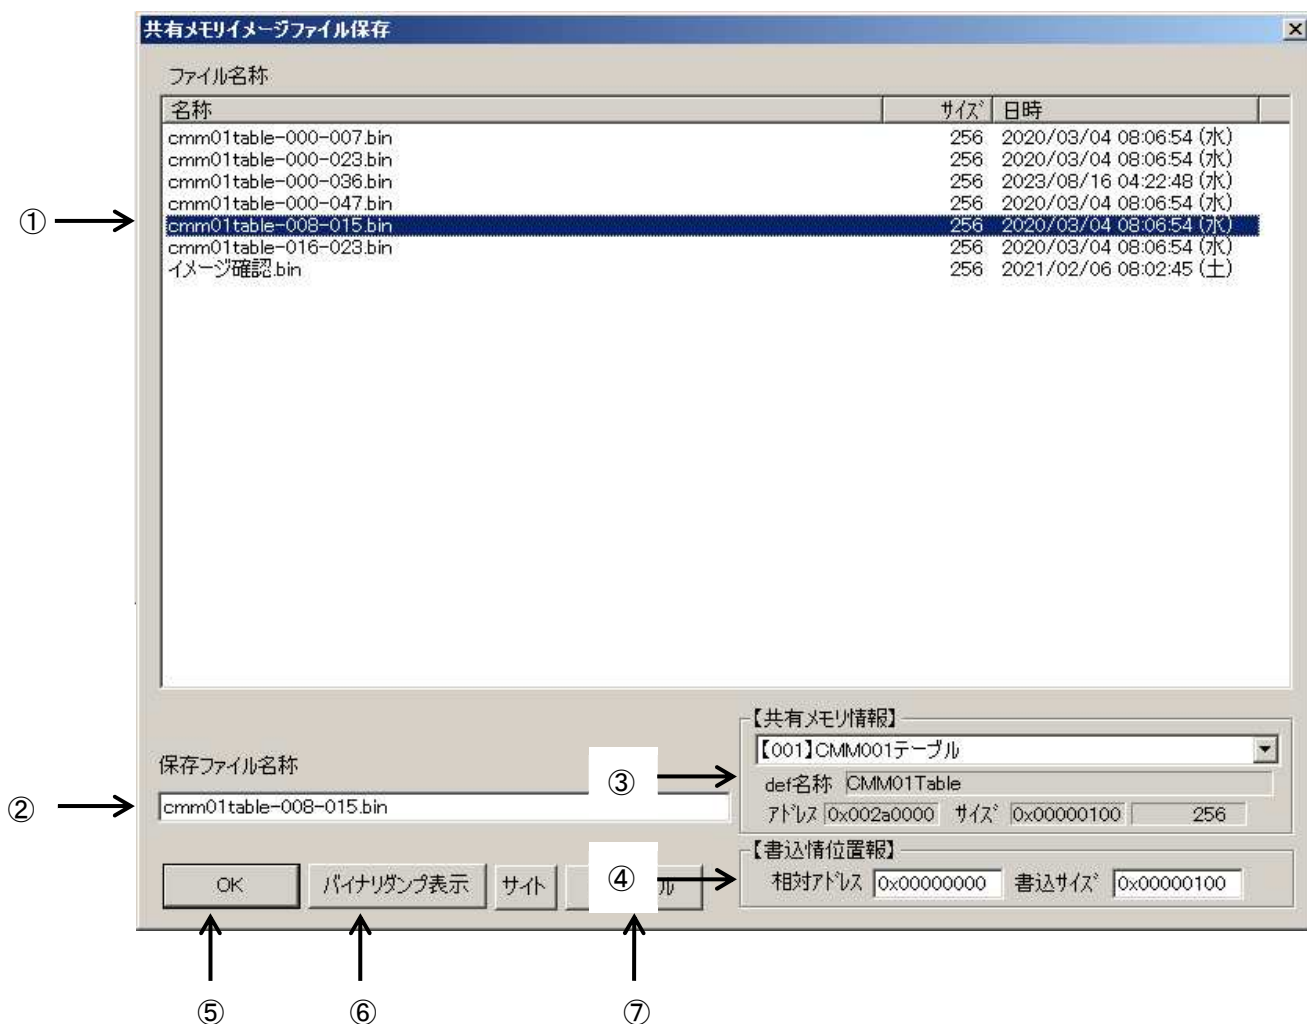 共有メモリイメージファイル保存
ファイル名称
名称 サイズ 日時
cmm01table-000-007.bin 256 2020/03/04 08:06:54 (水)
cmm01table-000-023.bin 256 2020/03/04 08:06:54 (水)
cmm01table-000-036.bin 256 2023/08/16 04:22:48 (水)
cmm01table-000-047.bin 256 2020/03/04 08:06:54 (水)
① cmm01table-008-015.bin 256 2020/03/04 08:06:54 (水)
cmm01table-016-023.bin 256 2020/03/04 08:06:54 (水)
イメージ確認.bin 256 2021/02/06 08:02:45 (土)
【共有メモリ情報】
【001】CMM001テーブル
保存ファイル名称
③ def名称 CMM01Table
② cmm01table-008-015.bin
アドレス 0x002a0000 サイズ 0x00000100 256
【書込情位置報】
OK バイナリダンプ表示 サイト ④ ル 相対アドレス 0x00000000 書込サイズ 0x00000100
⑤ ⑥ ⑦